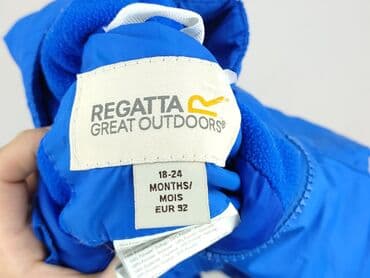 REGATTA
GREAT OUTDOORS®
18-24
MONTHS/
MOIS
EUR 92